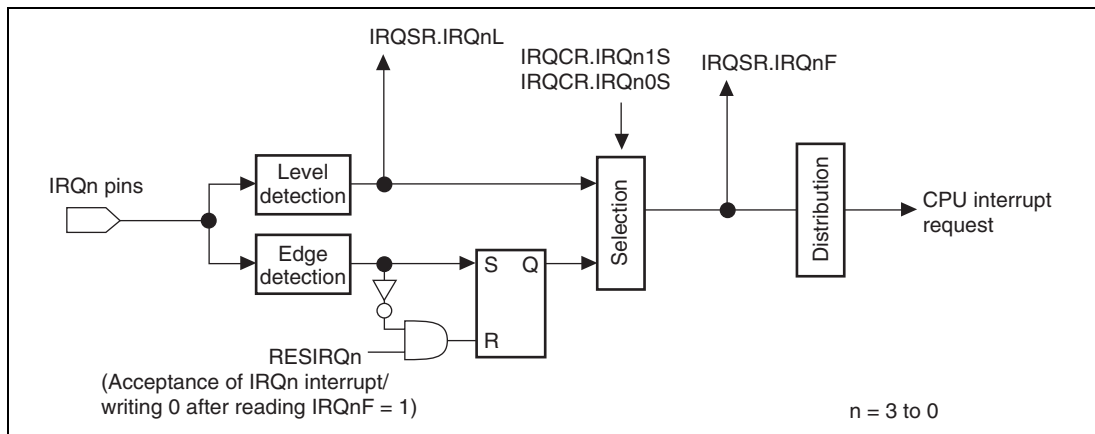 IRQSR.IRQnL
IRQCR.IRQn1S
IRQCR.IRQn0S
IRQSR.IRQnF
IRQn pins
Level
detection
Edge
detection
S Q
R
Selection
Distribution
CPU interrupt
request
RESIRQn
(Acceptance of IRQn interrupt/
writing 0 after reading IRQnF = 1)
n = 3 to 0